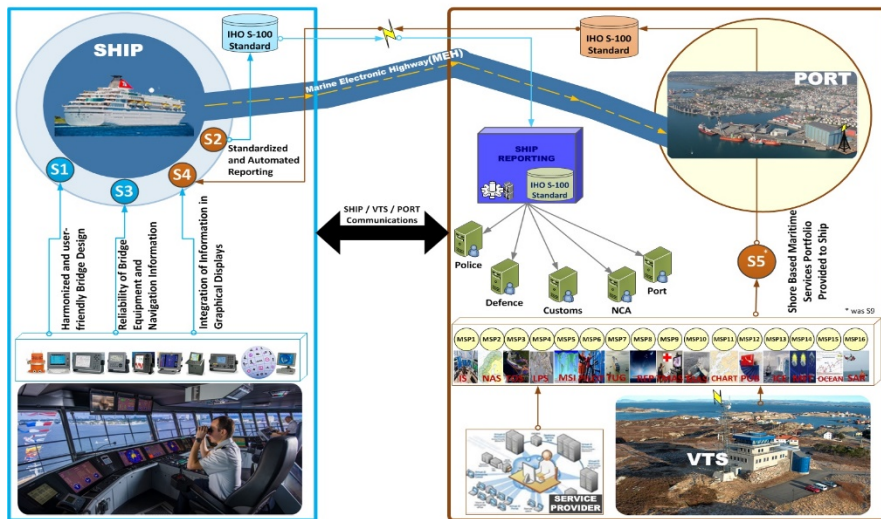 SHIP
IHO S-100
Standard
IHO S-100
Standard
PORT
Marine Electronic Highway(MEH)
S2
Standardized
and Automated
Reporting
S1
S3
S4
SHIP
REPORTING
IHO S-100
Standard
SHIP / VTS / PORT
Communications
Harmonized and user-
friendly Bridge Design
Reliability of Bridge
Equipment and
Navigation Information
Integration of Information in
Graphical Displays
Police
Defence
Customs
NCA
Port
S5
*
Shore Based Maritime
Services Portfolio
Provided to Ship
* was S9
MSP1 MSP2 MSP3 MSP4 MSP5 MSP6 MSP7 MSP8 MSP9 MSP10 MSP11 MSP12 MSP13 MSP14 MSP15 MSP16
IS NAS LPS MSI TUG CHART PUB OCEAN SAR
SERVICE
PROVIDER
VTS